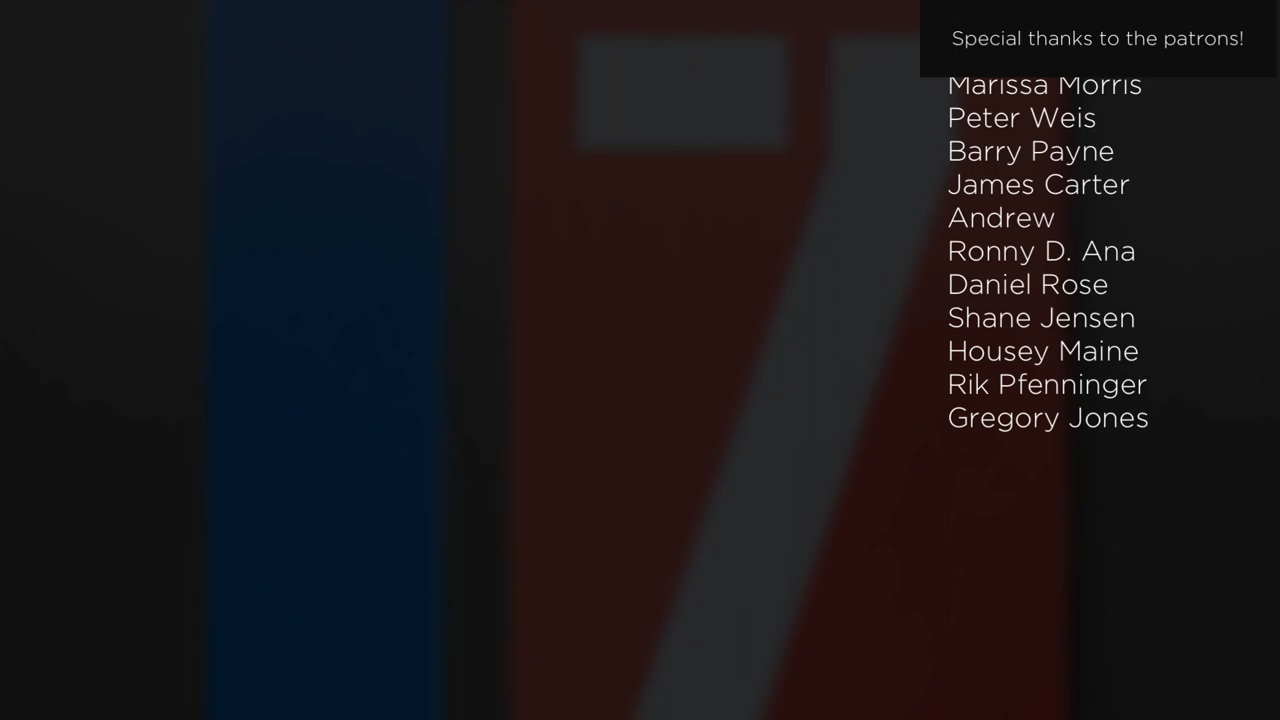 Special thanks to the patrons!
Marissa Morris
Peter Weis
Barry Payne
James Carter
Andrew
Ronny D. Ana
Daniel Rose
Shane Jensen
Housey Maine
Rik Pfenninger
Gregory Jones